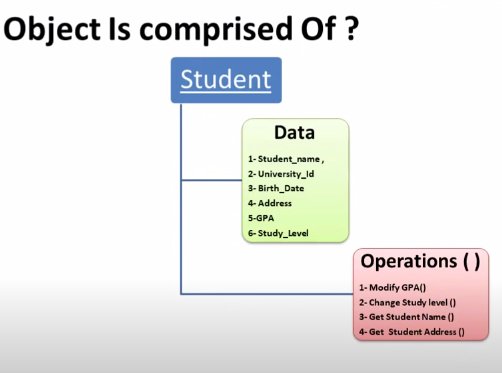 Object Is comprised Of ?
Student
Data
1- Student_name ,
2- University_Id
3- Birth_Date
4- Address
5-GPA
6- Study_Level
Operations ( )
1- Modify GPA()
2- Change Study level ()
3- Get Student Name ()
4- Get Student Address ()